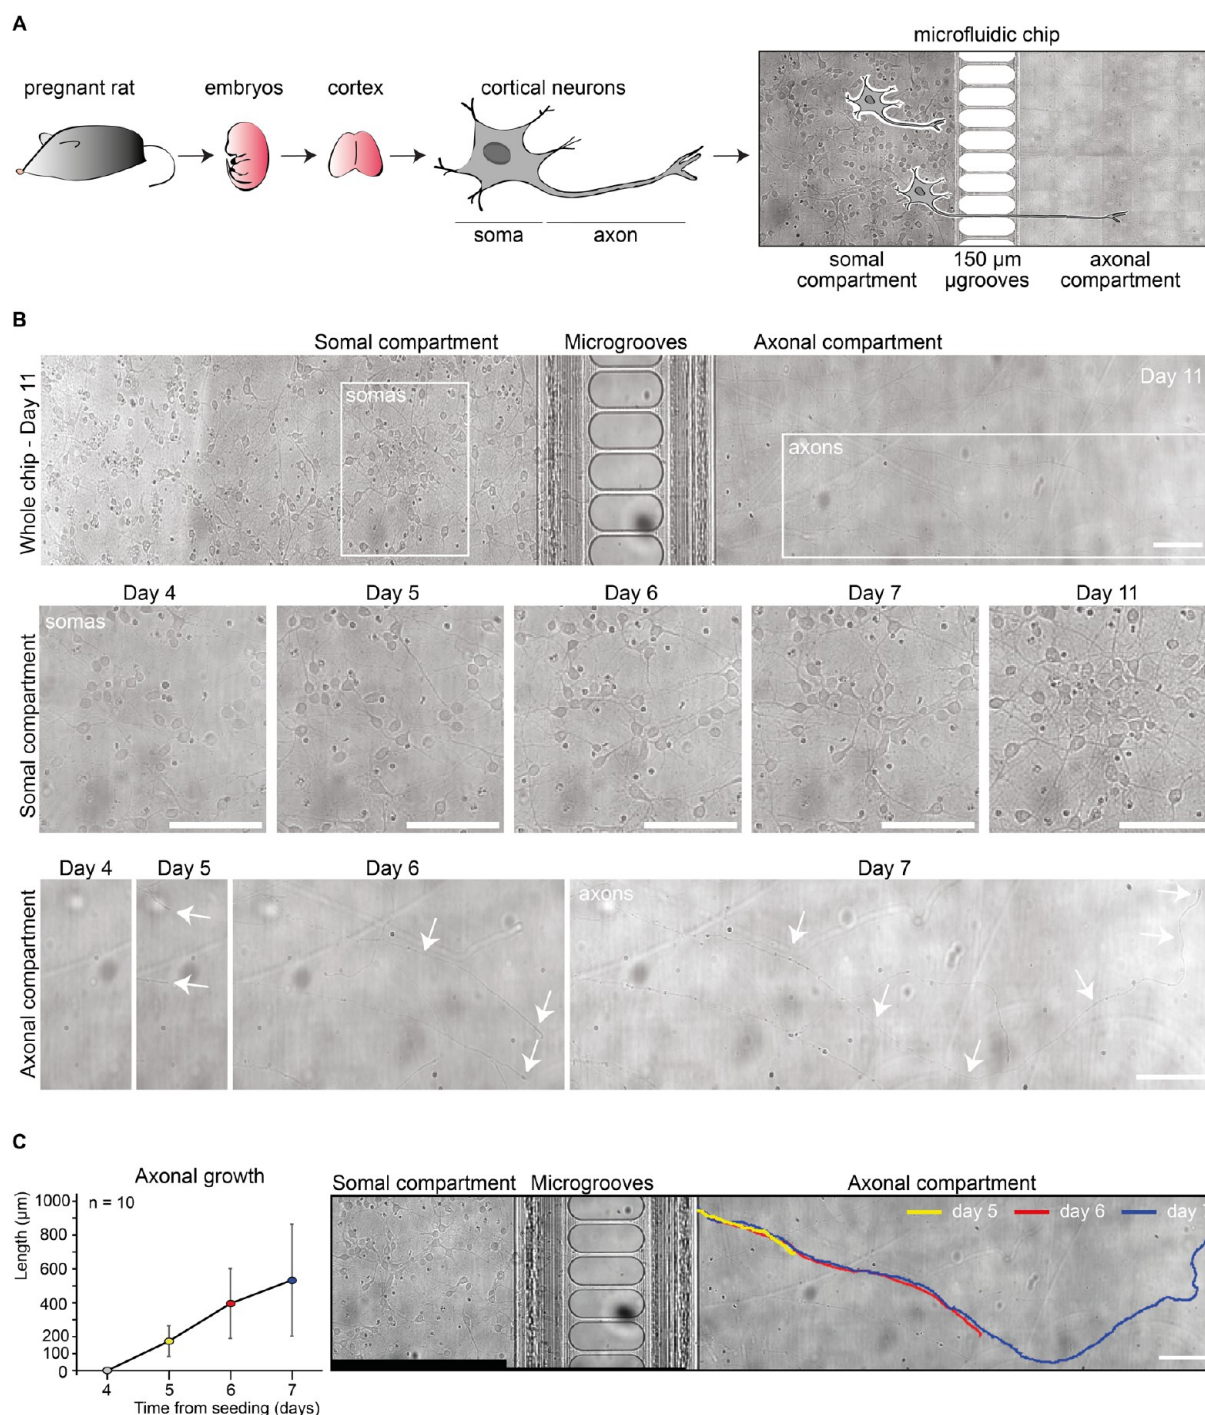 A
microfluidic chip
pregnant rat
embryos
cortex
cortical neurons
soma
axon
somal
compartment
150 µm
µgrooves
axonal
compartment
B
Somal compartment
Microgrooves
Axonal compartment
Whole chip - Day 11
somas
Day 11
axons
Day 4
Day 5
Day 6
Day 7
Day 11
Somal compartment
somas
Day 4
Day 5
Day 6
Day 7
Axonal compartment
axons
C
Axonal growth
Somal compartment
Microgrooves
Axonal compartment
n = 10
Length (µm)
1000
800
600
400
200
100
0
4
5
6
7
Time from seeding (days)
day 5
day 6
day